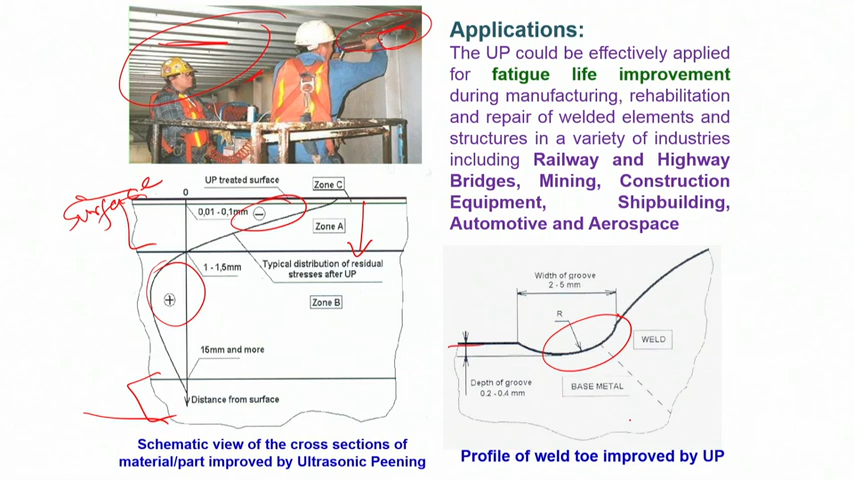 Applications:
The UP could be effectively applied
for fatigue life improvement
during manufacturing, rehabilitation
and repair of welded elements and
structures in a variety of industries
including Railway and Highway
Bridges, Mining, Construction
Equipment, Shipbuilding,
Automotive and Aerospace
Surface
0
UP treated surface
Zone C
0,01 - 0,1mm
−
Zone A
1 - 1,5mm
Typical distribution of residual
stresses after UP
+
Zone B
15mm and more
Distance from surface
Schematic view of the cross sections of
material/part improved by Ultrasonic Peening
Width of groove
2 - 5 mm
R
WELD
Depth of groove
0.2 - 0.4 mm
BASE METAL
Profile of weld toe improved by UP